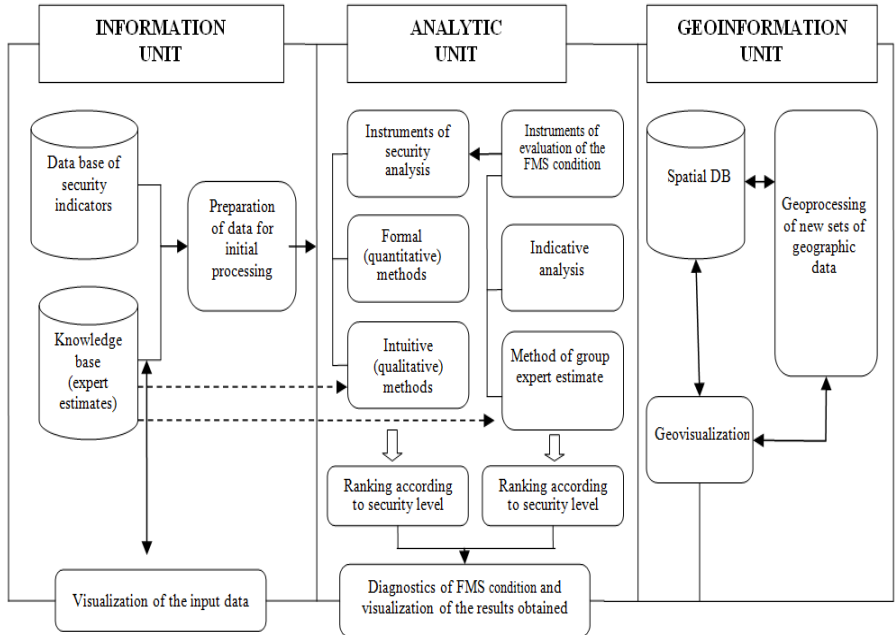 INFORMATION
UNIT
ANALYTIC
UNIT
GEOINFORMATION
UNIT
Data base of
security
indicators
Preparation
of data for
initial
processing
Knowledge
base
(expert
estimates)
Visualization of the input data
Instruments of
security
analysis
Instruments of
evaluation of the
FMS condition
Formal
(quantitative)
methods
Indicative
analysis
Intuitive
(qualitative)
methods
Method of group
expert estimate
Ranking according
to security level
Ranking according
to security level
Diagnostics of FMS condition and
visualization of the results obtained
Spatial DB
Geoprocessing
of new sets of
geographic
data
Geovisualization